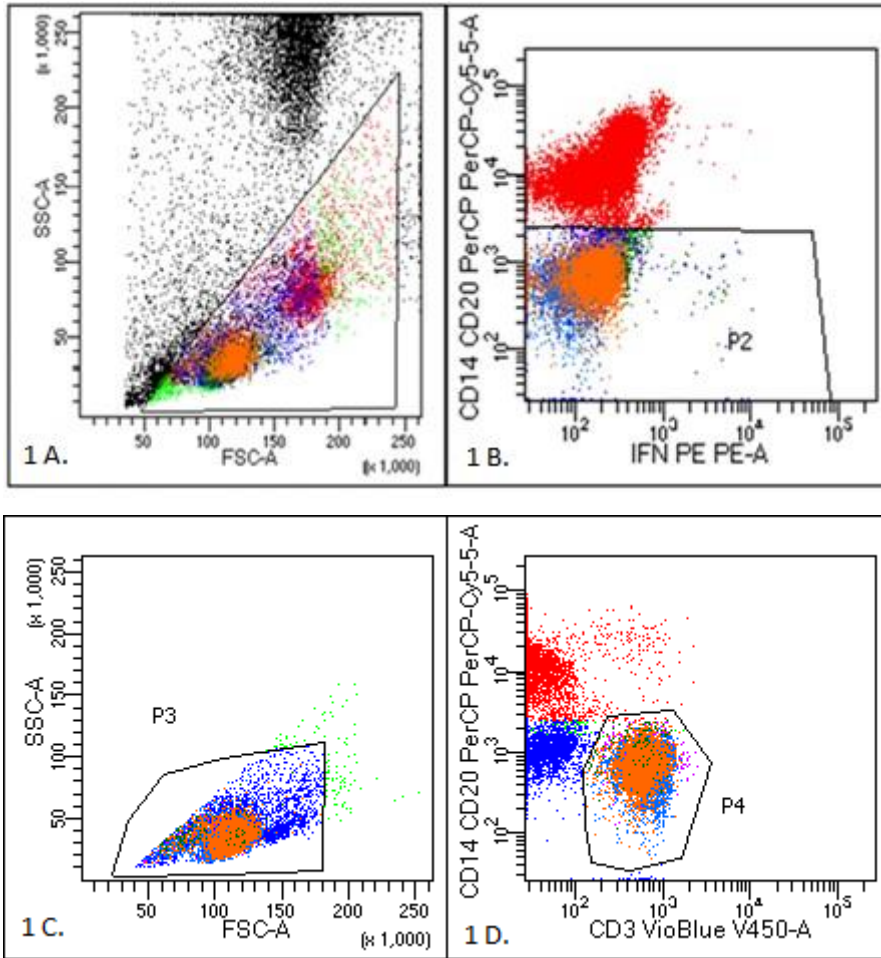 (x 1,000)
250
200
150
100
50
SSC-A
50 100 150 200 250
FSC-A
(x 1,000)
1 A.
CD14 CD20 PerCP PerCP-Cy5-5-A
10^5
10^4
10^3
10^2
P2
10^2 10^3 10^4 10^5
IFN PE PE-A
1 B.
(x 1,000)
250
200
150
100
50
SSC-A
P3
50 100 150 200 250
FSC-A
(x 1,000)
1 C.
CD14 CD20 PerCP PerCP-Cy5-5-A
10^5
10^4
10^3
10^2
P4
10^2 10^3 10^4 10^5
CD3 VioBlue V450-A
1 D.